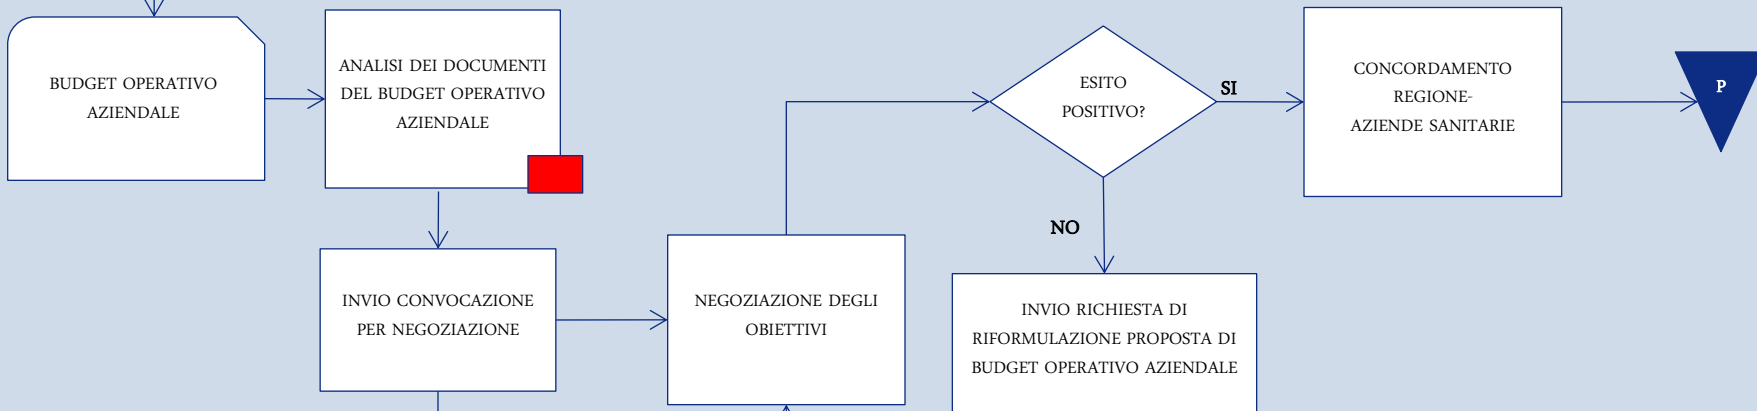 BUDGET OPERATIVO
AZIENDALE
ANALISI DEI DOCUMENTI
DEL BUDGET OPERATIVO
AZIENDALE
ESITO
POSITIVO?
SI
CONCORDAMENTO
REGIONE-
AZIENDE SANITARIE
P
NO
INVIO CONVOCAZIONE
PER NEGOZIAZIONE
NEGOZIAZIONE DEGLI
OBIETTIVI
INVIO RICHIESTA DI
RIFORMULAZIONE PROPOSTA DI
BUDGET OPERATIVO AZIENDALE